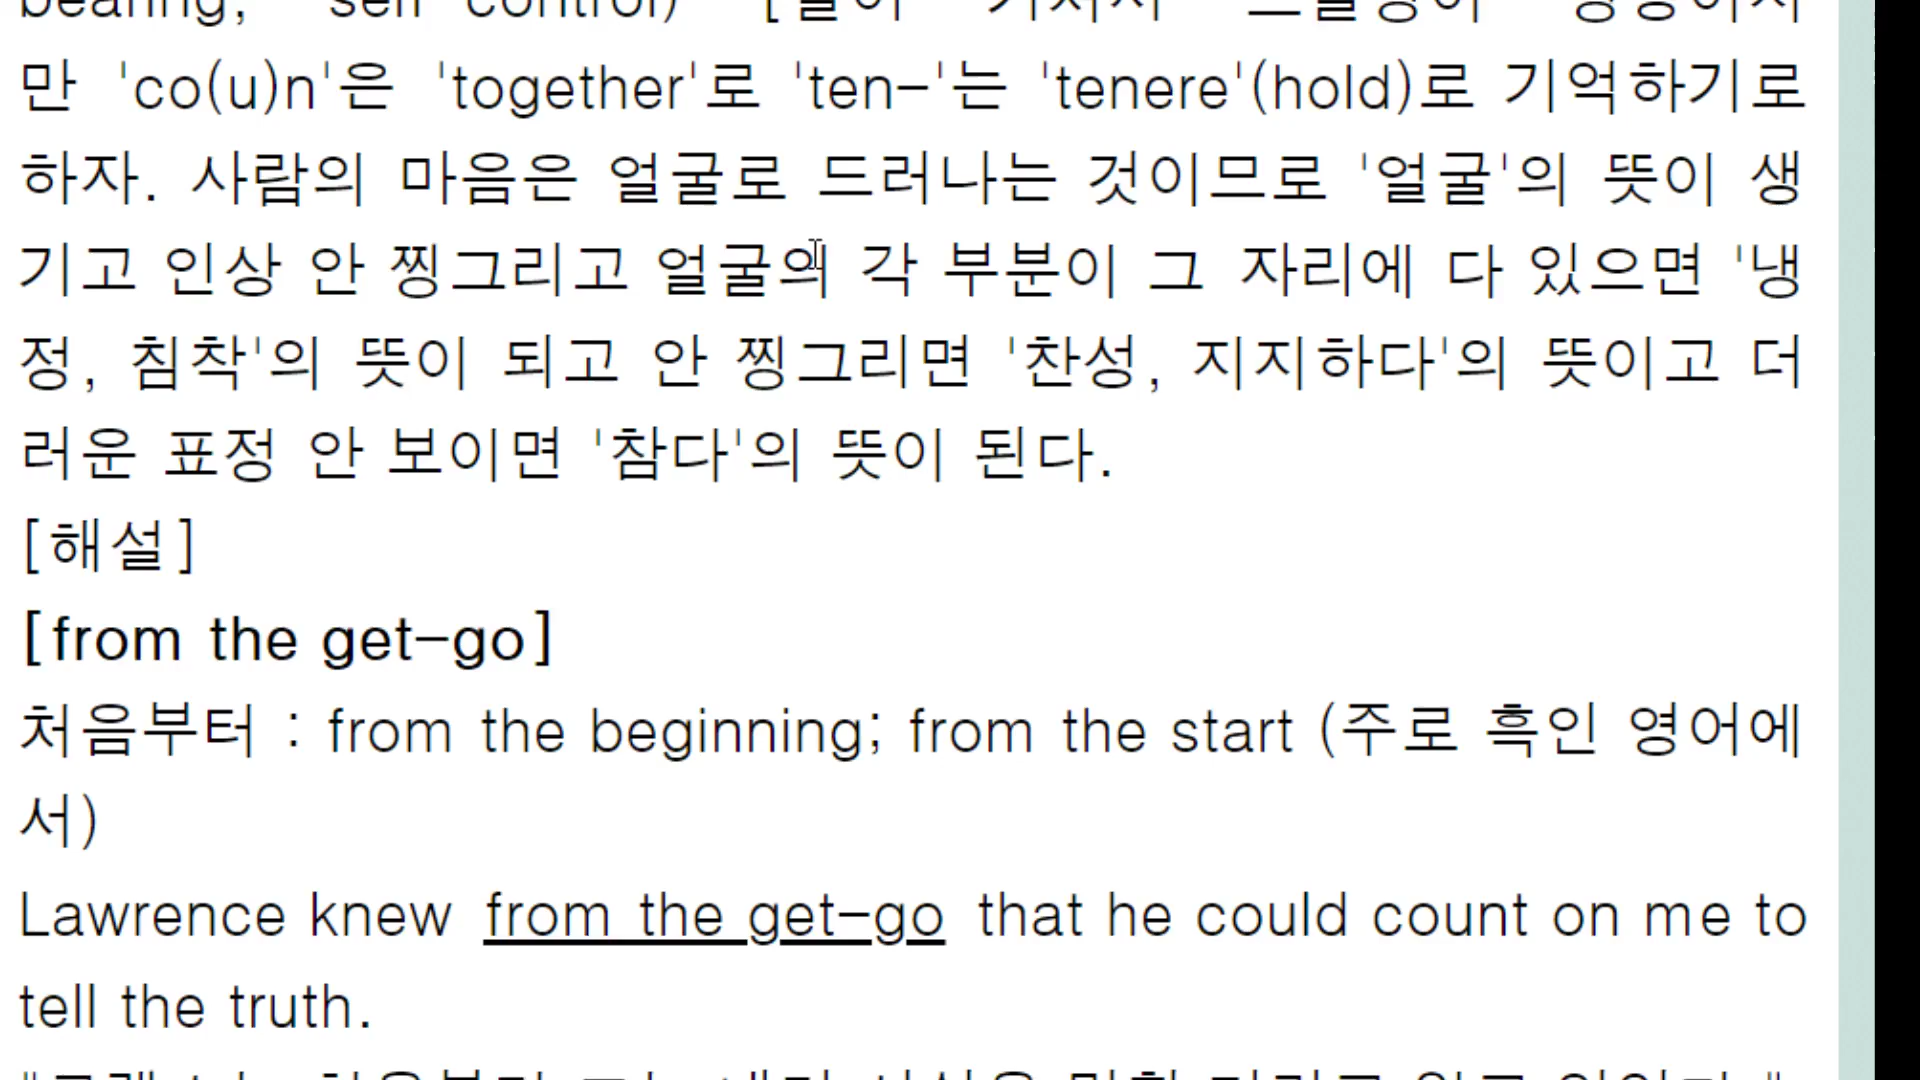 bearing, self control)
만 'co(u)n'은 'together'로 'ten-'는 'tenere'(hold)로 기억하기로
하자. 사람의 마음은 얼굴로 드러나는 것이므로 '얼굴'의 뜻이 생
기고 인상 안 찡그리고 얼굴의 각 부분이 그 자리에 다 있으면 '냉
정, 침착'의 뜻이 되고 안 찡그리면 '찬성, 지지하다'의 뜻이고 더
러운 표정 안 보이면 '참다'의 뜻이 된다.
[해설]
[from the get-go]
처음부터 : from the beginning; from the start (주로 흑인 영어에
서)
Lawrence knew from the get-go that he could count on me to
tell the truth.